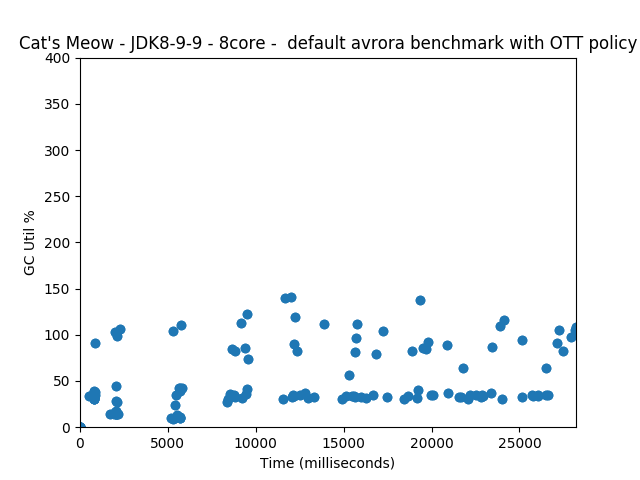 Cat's Meow - JDK8-9-9 - 8core -  default avrora benchmark with OTT policy
400
350
300
250
200
150
100
50
0
GC Util %
0 5000 10000 15000 20000 25000
Time (milliseconds)